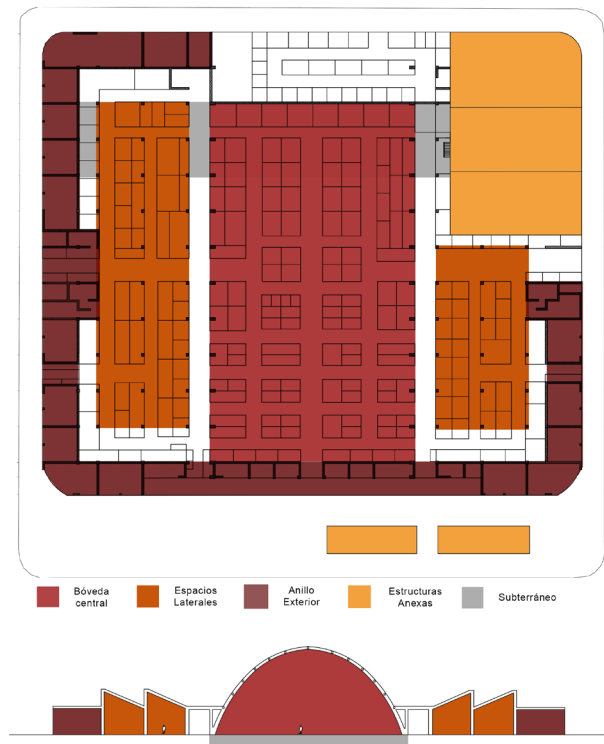 Bóveda
central
Espacios
Laterales
Anillo
Exterior
Estructuras
Anexas
Subterráneo